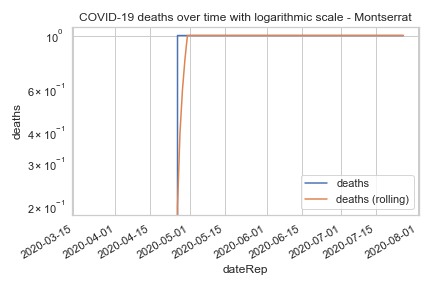 COVID-19 deaths over time with logarithmic scale - Montserrat
10⁰
6 × 10⁻¹
4 × 10⁻¹
3 × 10⁻¹
2 × 10⁻¹
deaths
deaths
deaths (rolling)
2020-03-15
2020-04-01
2020-04-15
2020-05-01
2020-05-15
2020-06-01
2020-06-15
2020-07-01
2020-07-15
2020-08-01
dateRep